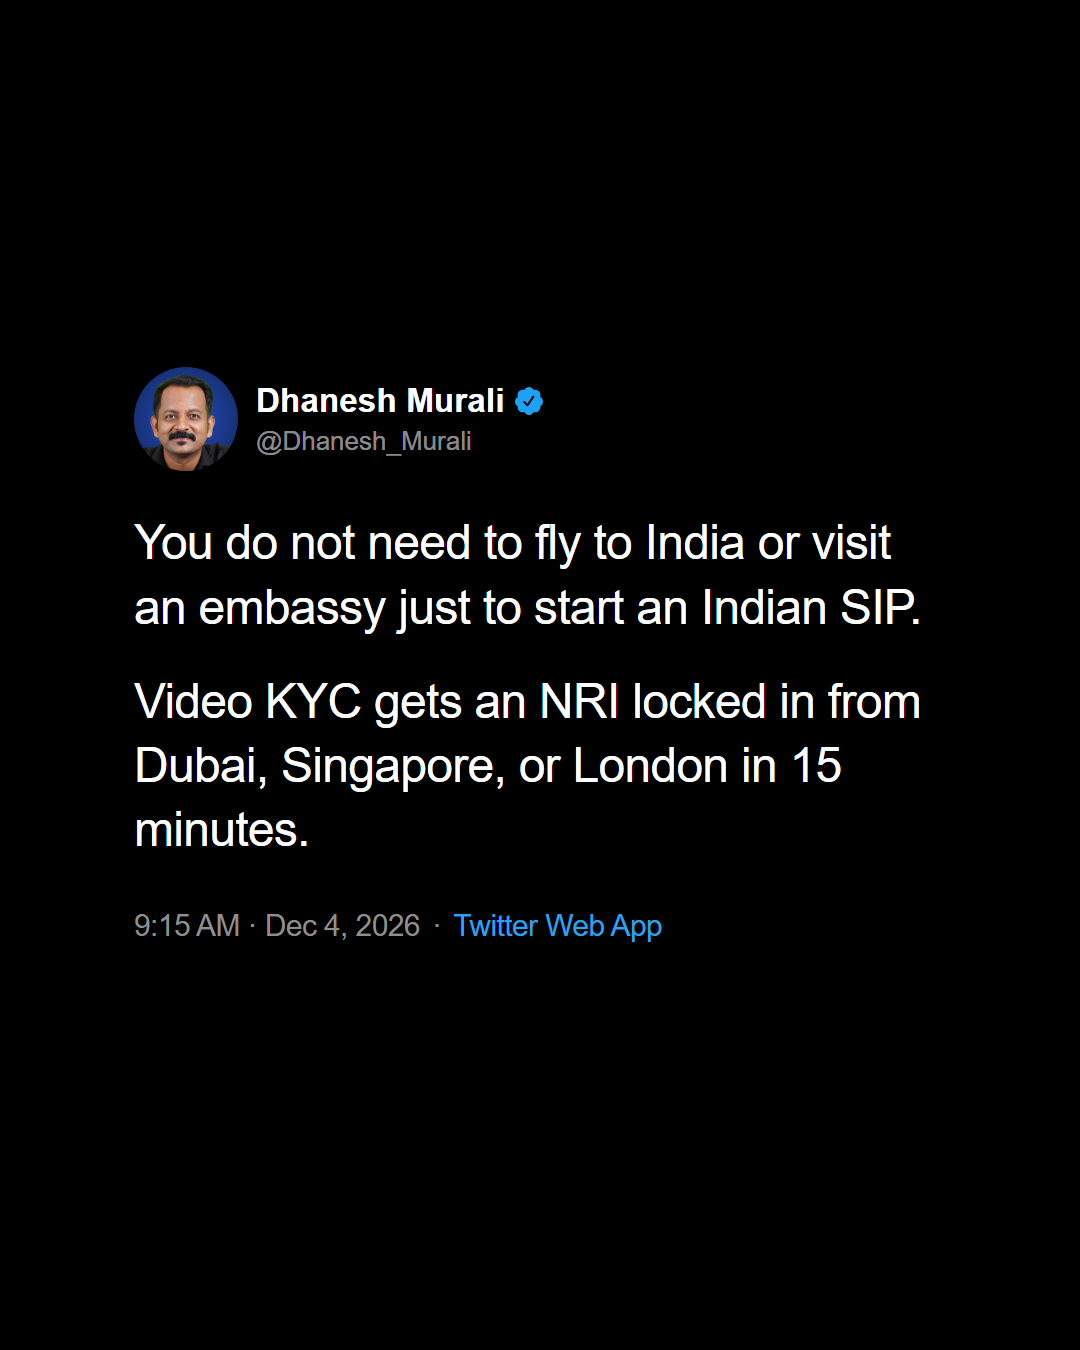 Dhanesh Murali
@Dhanesh_Murali
You do not need to fly to India or visit
an embassy just to start an Indian SIP.
Video KYC gets an NRI locked in from
Dubai, Singapore, or London in 15
minutes.
9:15 AM · Dec 4, 2026 · Twitter Web App